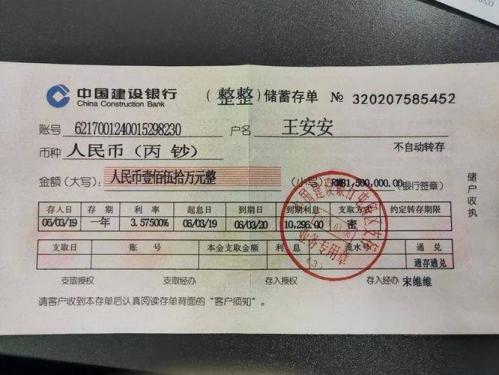 中国建设银行 (整整) 储蓄存单 № 320207585452
China Construction Bank
账号 6217001240015298230 户名 王安安
币种 人民币(丙 钞) 不自动转存
金额(大写) 人民币壹佰伍拾万元整 (小写) RMB1,500,000.00 (银行签章)
储户收执
存入日 存期 利率 起息日 到期日 到期利息 支取方式 约定转存期限
06/03/19 一年 3.57500% 06/03/19 06/03/20 10,296.00 密
支取日 利息 本金支取金额 流水号 通兑
通存通兑
支取授权 支取经办 存入授权 存入经办 宋维维
请客户收到本存单后认真阅读存单背面的“客户须知”。
业务专用章